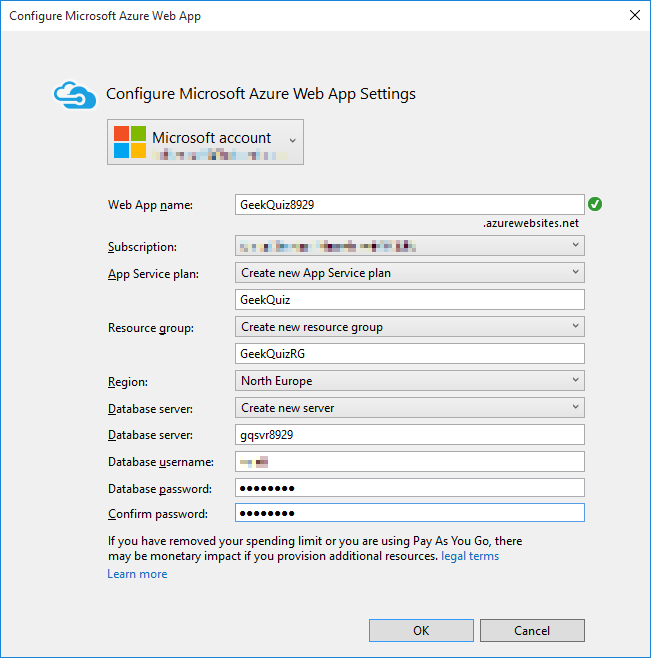 Configure Microsoft Azure Web App
Configure Microsoft Azure Web App Settings
Microsoft account
Web App name:
GeekQuiz8929
.azurewebsites.net
Subscription:
App Service plan:
Create new App Service plan
GeekQuiz
Resource group:
Create new resource group
GeekQuizRG
Region:
North Europe
Database server:
Create new server
Database server:
gqsvr8929
Database username:
Database password:
●●●●●●●●
Confirm password:
●●●●●●●●
If you have removed your spending limit or you are using Pay As You Go, there
may be monetary impact if you provision additional resources. legal terms
Learn more
OK
Cancel